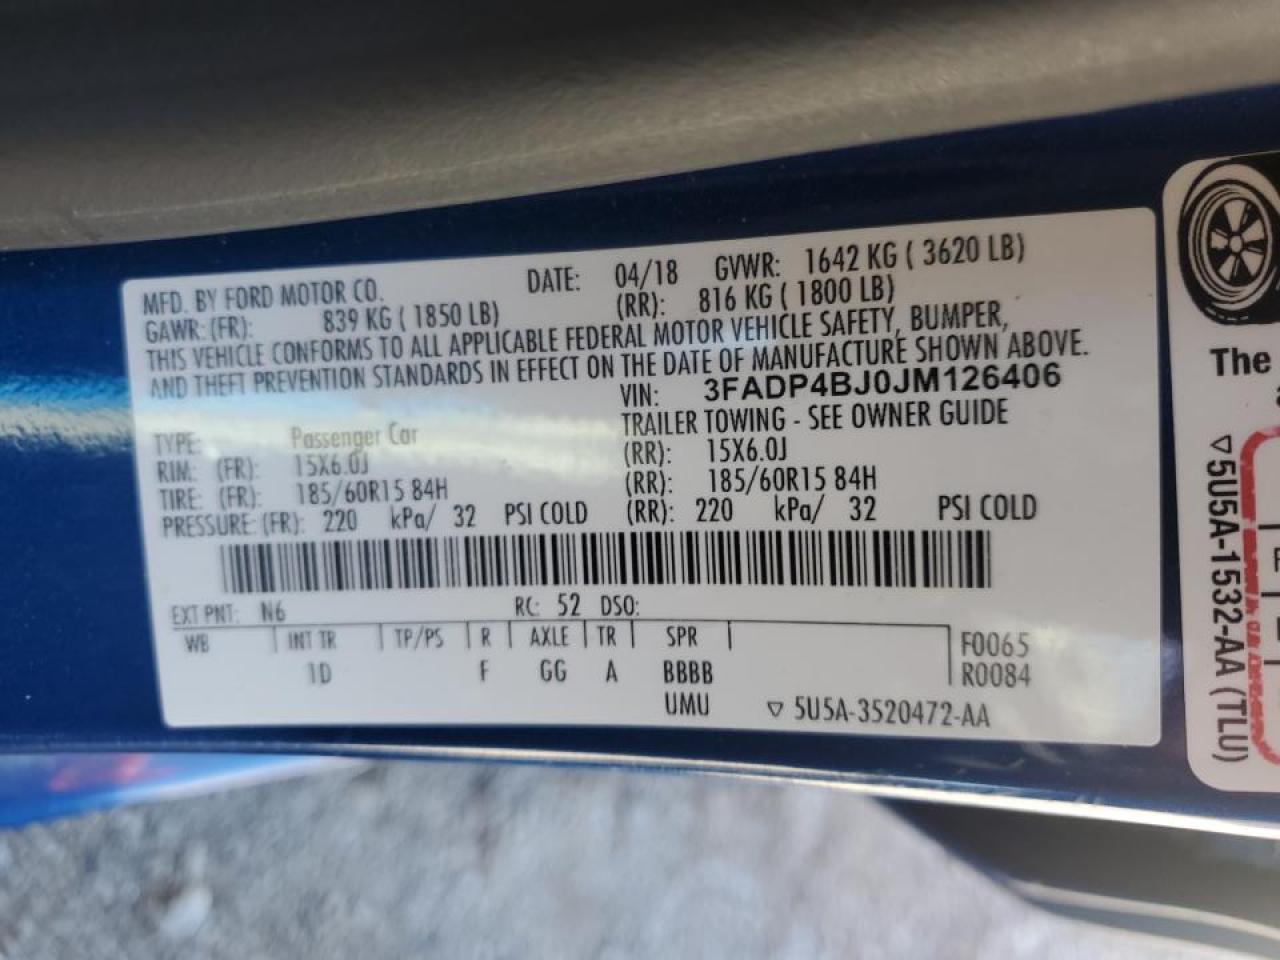 MFD. BY FORD MOTOR CO. DATE: 04/18 GVWR: 1642 KG ( 3620 LB)
GAWR: (FR): 839 KG ( 1850 LB) (RR): 816 KG ( 1800 LB)
THIS VEHICLE CONFORMS TO ALL APPLICABLE FEDERAL MOTOR VEHICLE SAFETY, BUMPER,
AND THEFT PREVENTION STANDARDS IN EFFECT ON THE DATE OF MANUFACTURE SHOWN ABOVE.
VIN: 3FADP4BJ0JM126406
TRAILER TOWING - SEE OWNER GUIDE
TYPE: Passenger Car
RIM: (FR): 15X6.0J (RR): 15X6.0J
TIRE: (FR): 185/60R15 84H (RR): 185/60R15 84H
PRESSURE: (FR): 220 kPa/ 32 PSI COLD (RR): 220 kPa/ 32 PSI COLD
EXT PNT: N6 RC: 52 DSO:
WB INT TR TP/PS R AXLE TR SPR F0065
1D F GG A BBBB R0084
UMU ▽ 5U5A-3520472-AA
The
▽5U5A-1532-AA (TLU)